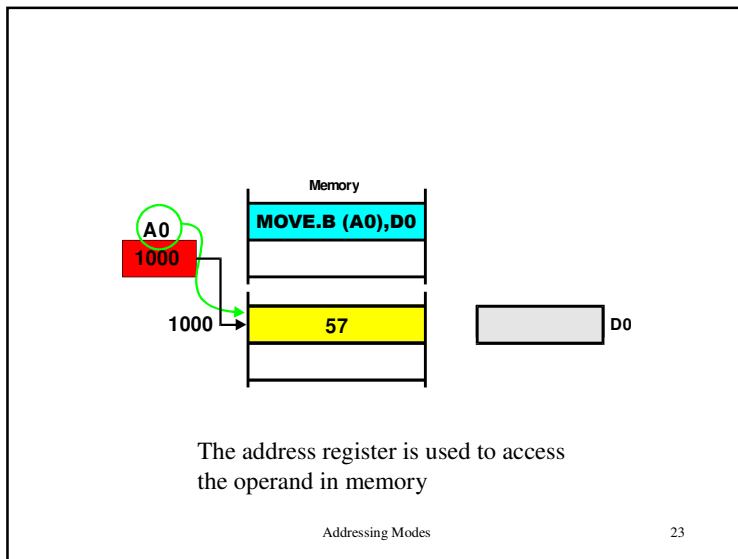 Memory
MOVE.B (A0),D0
A0
1000
1000
57
D0
The address register is used to access
the operand in memory
Addressing Modes
23